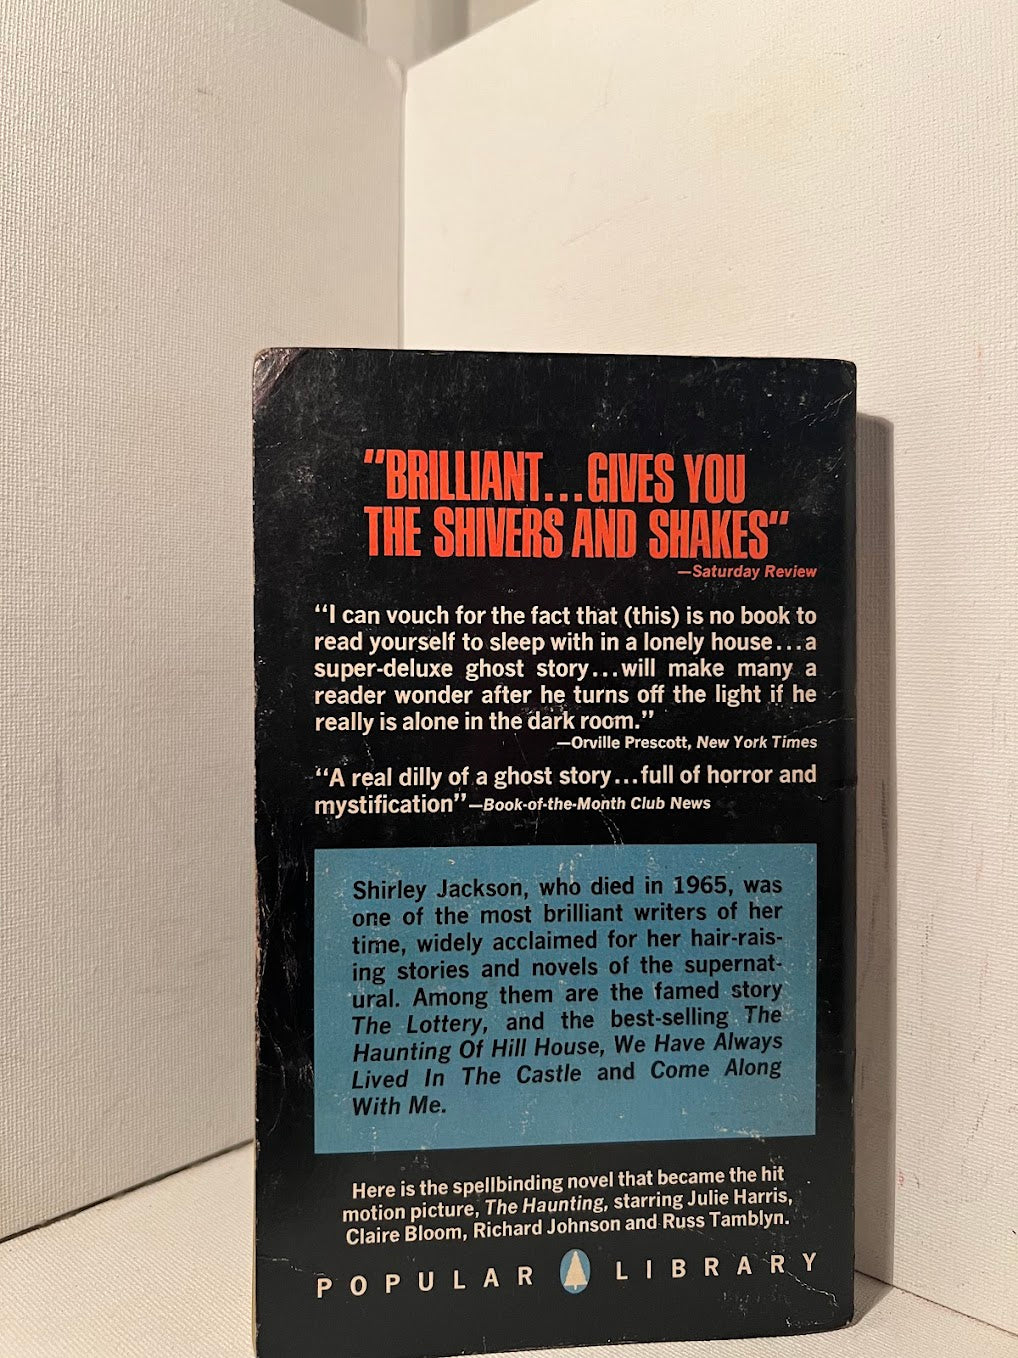 “BRILLIANT...GIVES YOU
THE SHIVERS AND SHAKES”
—Saturday Review
“I can vouch for the fact that (this) is no book to
read yourself to sleep with in a lonely house...a
super-deluxe ghost story...will make many a
reader wonder after he turns off the light if he
really is alone in the dark room.”
—Orville Prescott, New York Times
“A real dilly of a ghost story...full of horror and
mystification”—Book-of-the-Month Club News
Shirley Jackson, who died in 1965, was
one of the most brilliant writers of her
time, widely acclaimed for her hair-rais-
ing stories and novels of the supernat-
ural. Among them are the famed story
The Lottery, and the best-selling The
Haunting Of Hill House, We Have Always
Lived In The Castle and Come Along
With Me.
Here is the spellbinding novel that became the hit
motion picture, The Haunting, starring Julie Harris,
Claire Bloom, Richard Johnson and Russ Tamblyn.
POPULAR LIBRARY